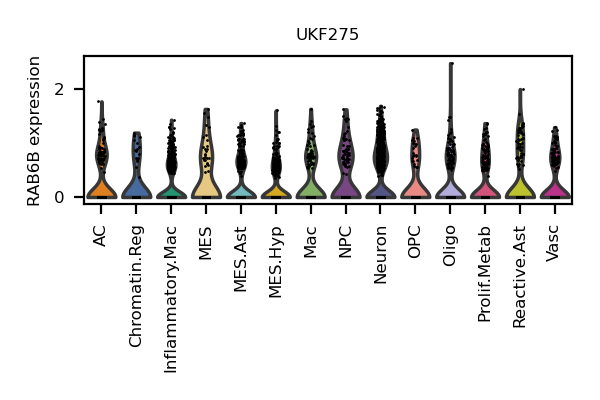 UKF275
RAB6B expression
2
0
AC
Chromatin.Reg
Inflammatory.Mac
MES
MES.Ast
MES.Hyp
Mac
NPC
Neuron
OPC
Oligo
Prolif.Metab
Reactive.Ast
Vasc